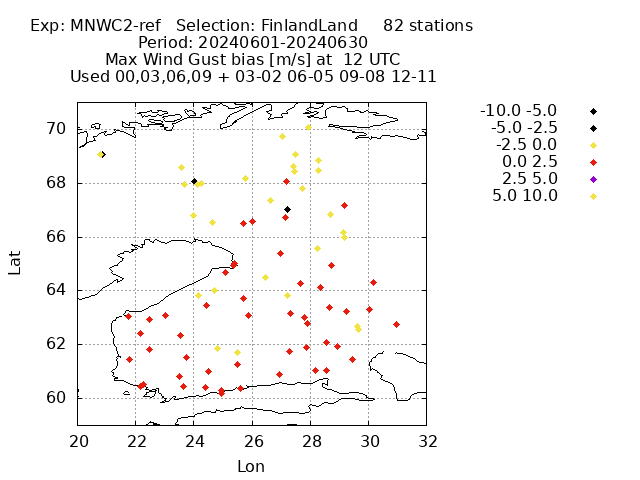 Exp: MNWC2-ref   Selection: FinlandLand     82 stations
Period: 20240601-20240630
Max Wind Gust bias [m/s] at  12 UTC
Used 00,03,06,09 + 03-02 06-05 09-08 12-11
-10.0 -5.0
-5.0 -2.5
-2.5 0.0
0.0 2.5
2.5 5.0
5.0 10.0
70
68
66
64
62
60
Lat
20 22 24 26 28 30 32
Lon